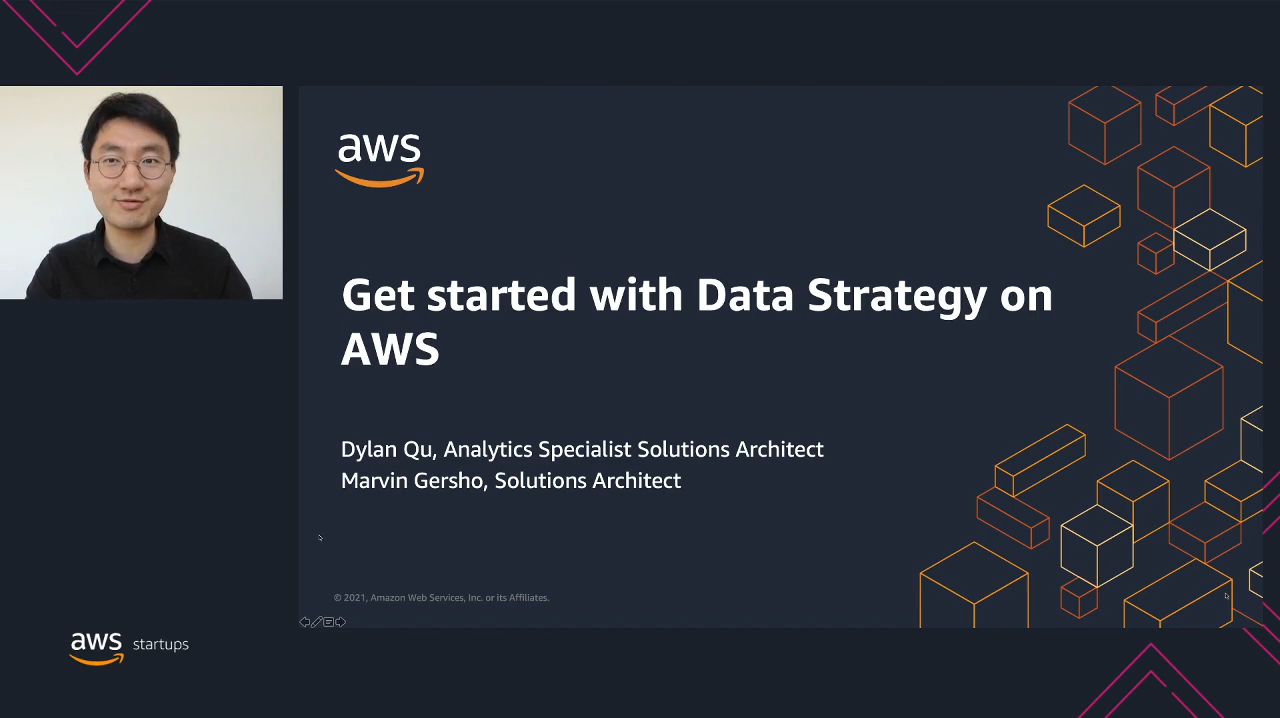 aws
Get started with Data Strategy on
AWS
Dylan Qu, Analytics Specialist Solutions Architect
Marvin Gersho, Solutions Architect
© 2021, Amazon Web Services, Inc. or its Affiliates.
aws startups